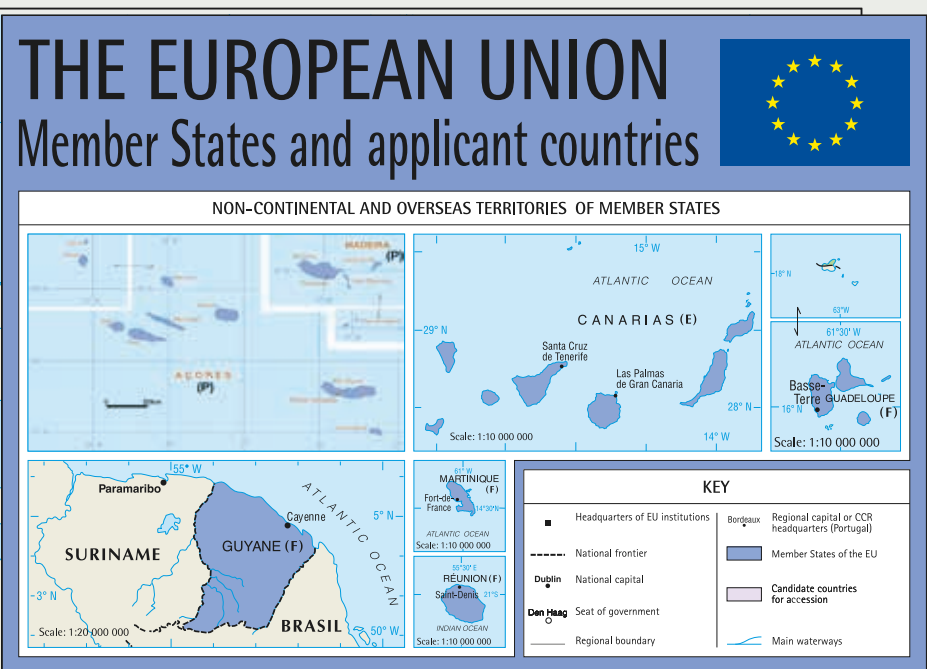 THE EUROPEAN UNION
Member States and applicant countries
NON-CONTINENTAL AND OVERSEAS TERRITORIES OF MEMBER STATES
MADEIRA
(P)
AÇORES
(P)
15° W
ATLANTIC OCEAN
CANARIAS (E)
29° N
Santa Cruz
de Tenerife
Las Palmas
de Gran Canaria
28° N
Scale: 1:10 000 000
14° W
18° N
63°W
61°30' W
ATLANTIC OCEAN
Basse-
Terre
GUADELOUPE
(F)
16° N
Scale: 1:10 000 000
55° W
Paramaribo
ATLANTIC OCEAN
Cayenne
5° N
SURINAME
GUYANE (F)
3° N
BRASIL
Scale: 1:20 000 000
50° W
61° W
MARTINIQUE
(F)
Fort-de-
France
14°30'N
ATLANTIC OCEAN
Scale: 1:10 000 000
55°30' E
RÉUNION (F)
Saint-Denis
21°S
INDIAN OCEAN
Scale: 1:10 000 000
KEY
Headquarters of EU institutions
National frontier
Dublin National capital
Den Haag Seat of government
Regional boundary
Bordeaux Regional capital or CCR
headquarters (Portugal)
Member States of the EU
Candidate countries
for accession
Main waterways